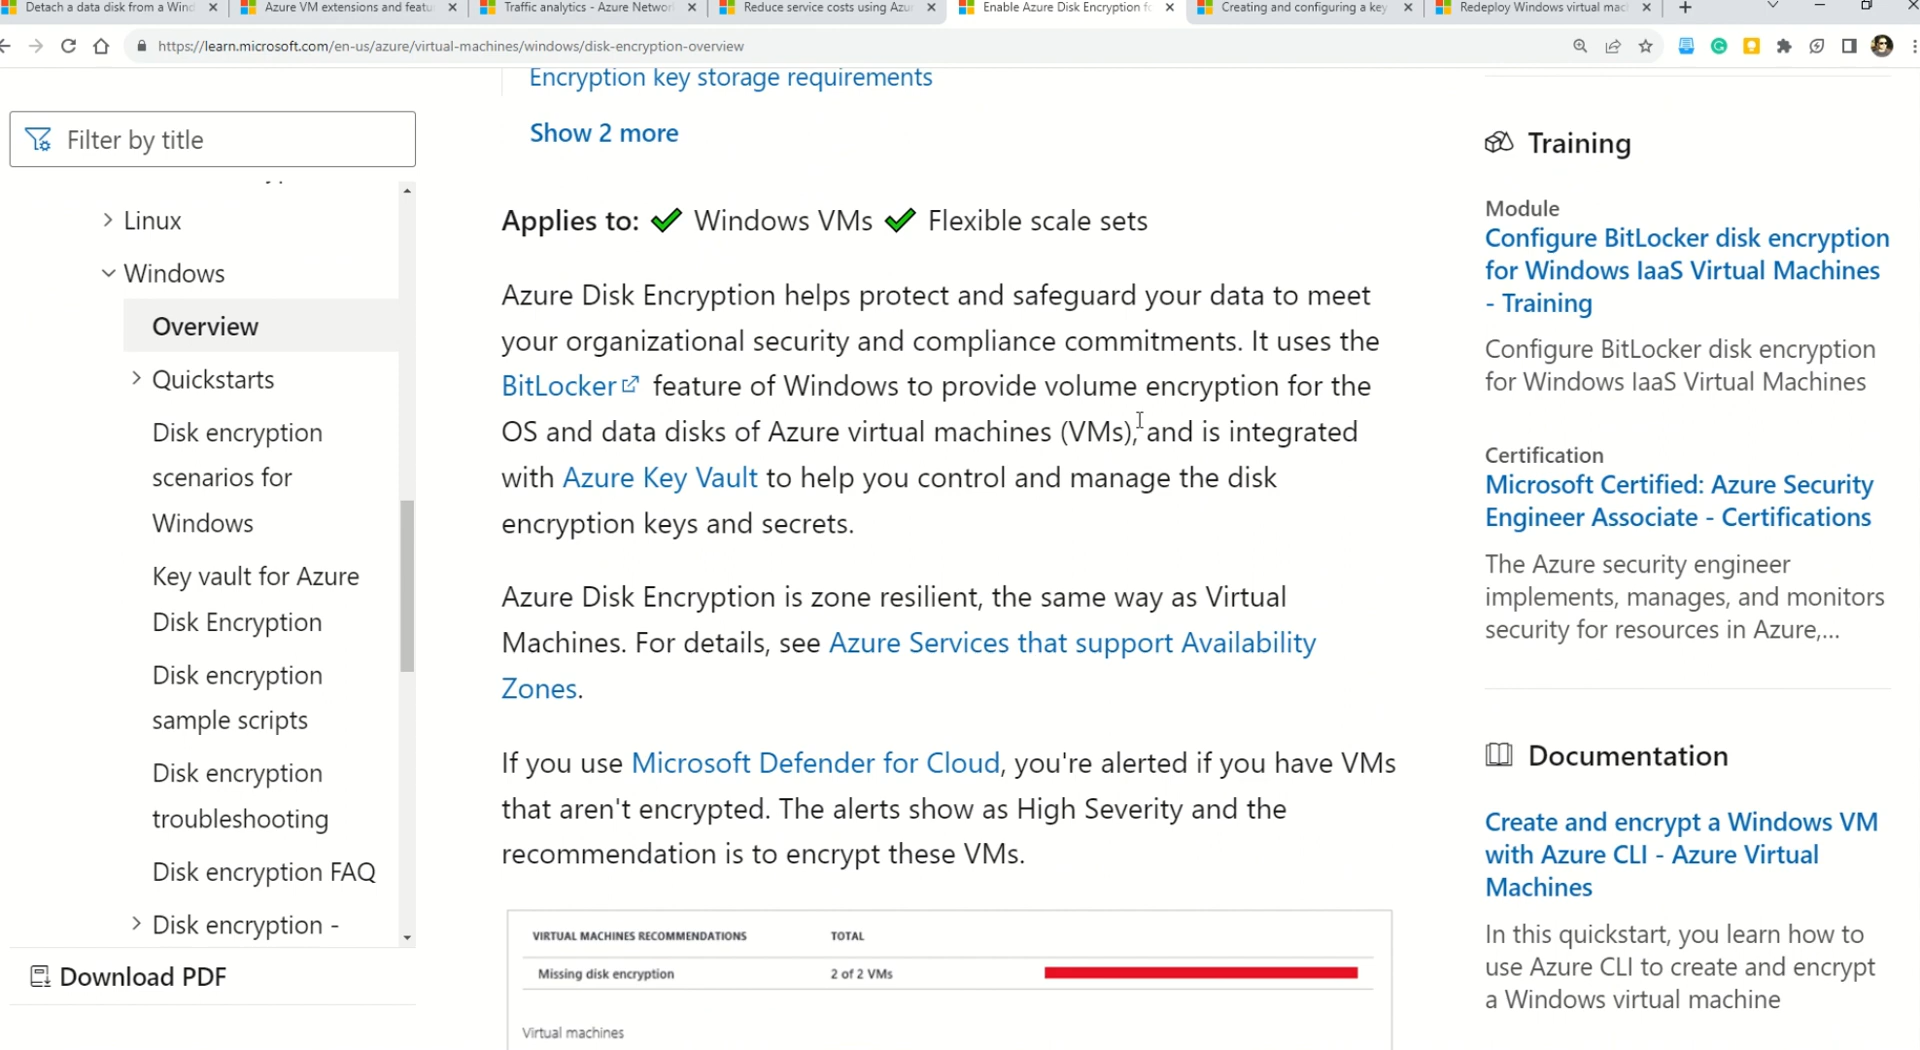 Detach a data disk from a Wind
Azure VM extensions and featu
Traffic analytics - Azure Networ
Reduce service costs using Azur
Enable Azure Disk Encryption fo
Creating and configuring a key
Redeploy Windows virtual mac
https://learn.microsoft.com/en-us/azure/virtual-machines/windows/disk-encryption-overview
Filter by title
Linux
Windows
Overview
Quickstarts
Disk encryption
scenarios for
Windows
Key vault for Azure
Disk Encryption
Disk encryption
sample scripts
Disk encryption
troubleshooting
Disk encryption FAQ
Disk encryption -
Download PDF
Encryption key storage requirements
Show 2 more
Applies to: ✔ Windows VMs ✔ Flexible scale sets
Azure Disk Encryption helps protect and safeguard your data to meet
your organizational security and compliance commitments. It uses the
BitLocker feature of Windows to provide volume encryption for the
OS and data disks of Azure virtual machines (VMs), and is integrated
with Azure Key Vault to help you control and manage the disk
encryption keys and secrets.
Azure Disk Encryption is zone resilient, the same way as Virtual
Machines. For details, see Azure Services that support Availability
Zones.
If you use Microsoft Defender for Cloud, you're alerted if you have VMs
that aren't encrypted. The alerts show as High Severity and the
recommendation is to encrypt these VMs.
VIRTUAL MACHINES RECOMMENDATIONS TOTAL
Missing disk encryption 2 of 2 VMs
Virtual machines
Training
Module
Configure BitLocker disk encryption
for Windows IaaS Virtual Machines
- Training
Configure BitLocker disk encryption
for Windows IaaS Virtual Machines
Certification
Microsoft Certified: Azure Security
Engineer Associate - Certifications
The Azure security engineer
implements, manages, and monitors
security for resources in Azure,...
Documentation
Create and encrypt a Windows VM
with Azure CLI - Azure Virtual
Machines
In this quickstart, you learn how to
use Azure CLI to create and encrypt
a Windows virtual machine